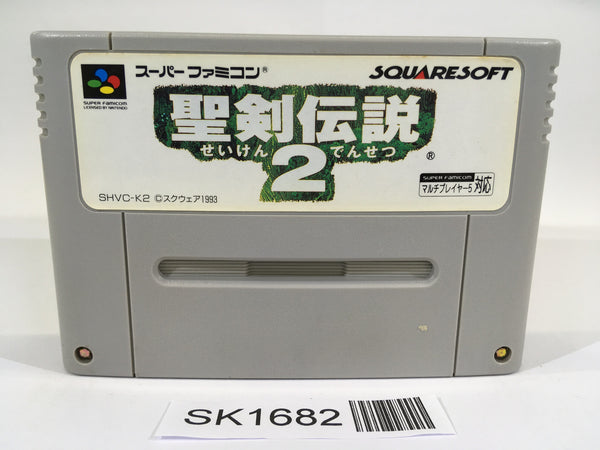 スーパーファミコン®
SQUARESOFT
SUPER FAMICOM
LICENSED BY NINTENDO
聖剣伝説
せいけん でんせつ
2
®
SUPER FAMICOM
マルチプレイヤー5 対応
SHVC-K2 ©スクウェア1993
SK1682